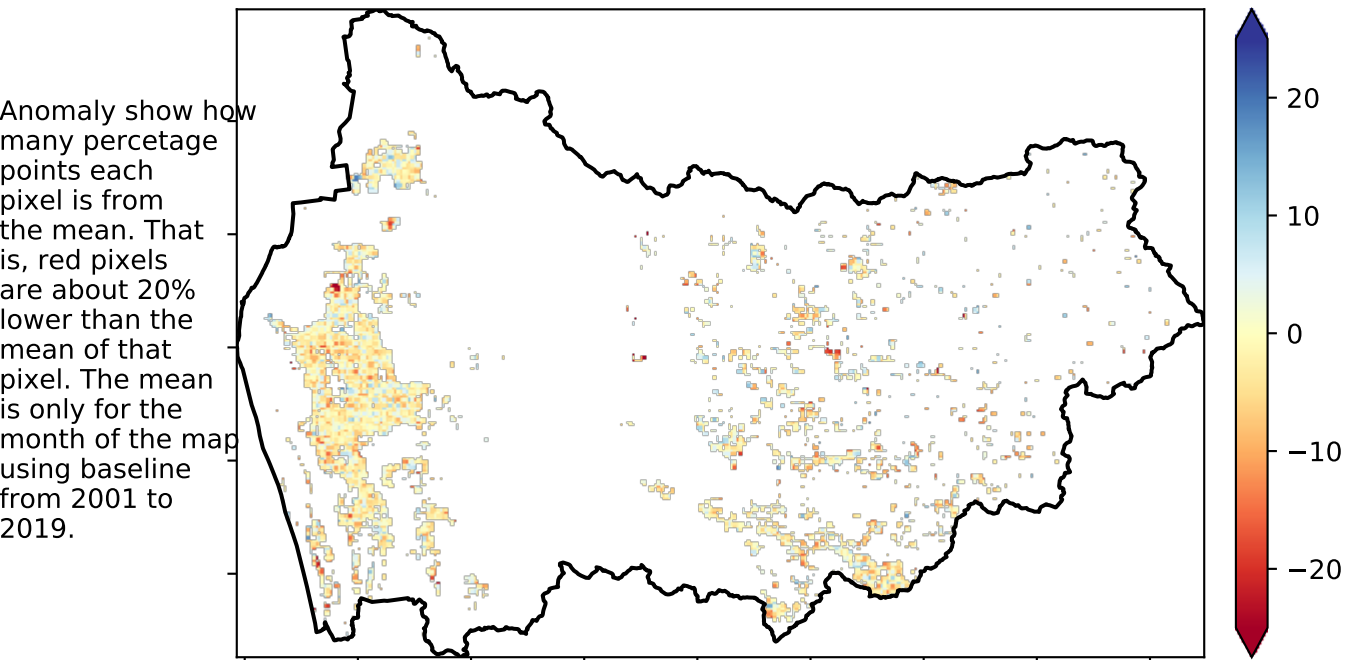 Anomaly show how
many percetage
points each
pixel is from
the mean. That
is, red pixels
are about 20%
lower than the
mean of that
pixel. The mean
is only for the
month of the map
using baseline
from 2001 to
2019.
20
10
0
−10
−20